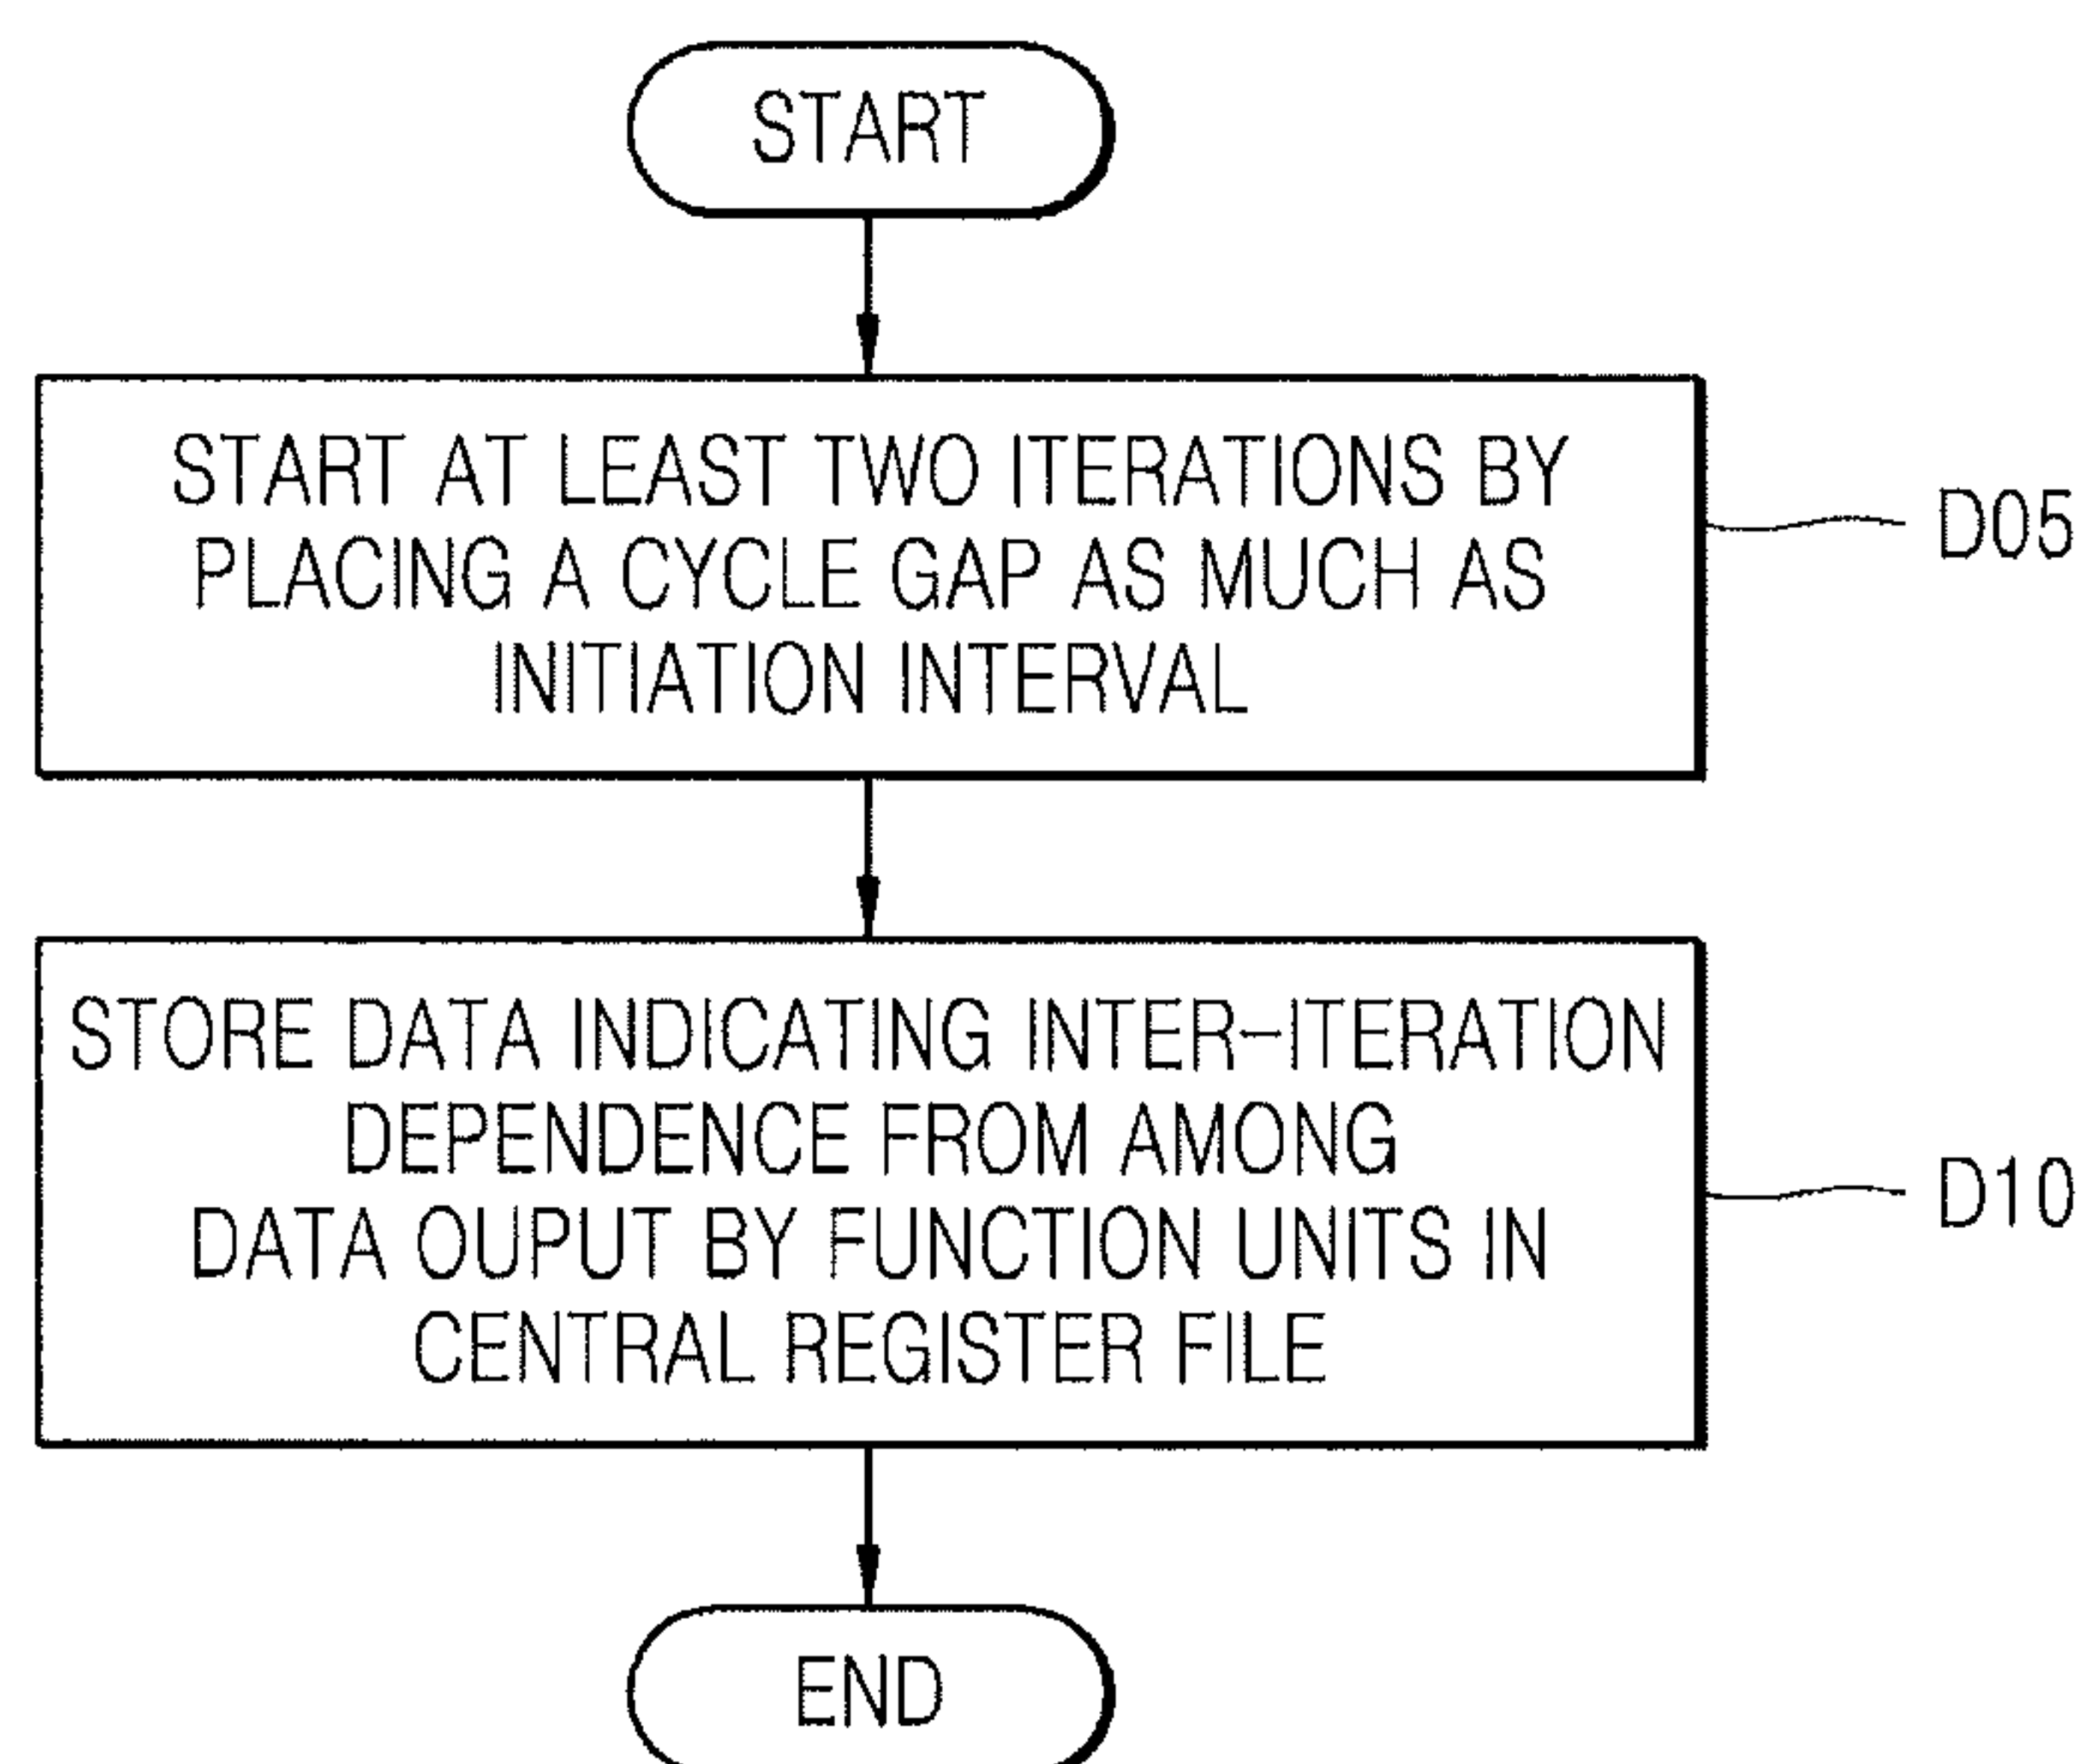 START
START AT LEAST TWO ITERATIONS BY
PLACING A CYCLE GAP AS MUCH AS
INITIATION INTERVAL
D05
STORE DATA INDICATING INTER-ITERATION
DEPENDENCE FROM AMONG
DATA OUPUT BY FUNCTION UNITS IN
CENTRAL REGISTER FILE
D10
END